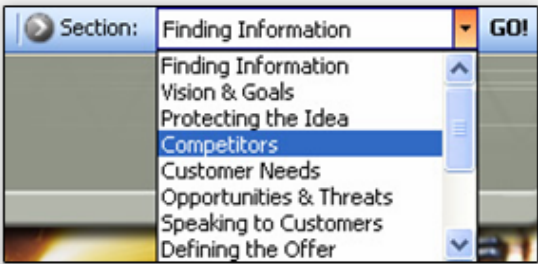 Section: Finding Information GO!
Finding Information
Vision & Goals
Protecting the Idea
Competitors
Customer Needs
Opportunities & Threats
Speaking to Customers
Defining the Offer